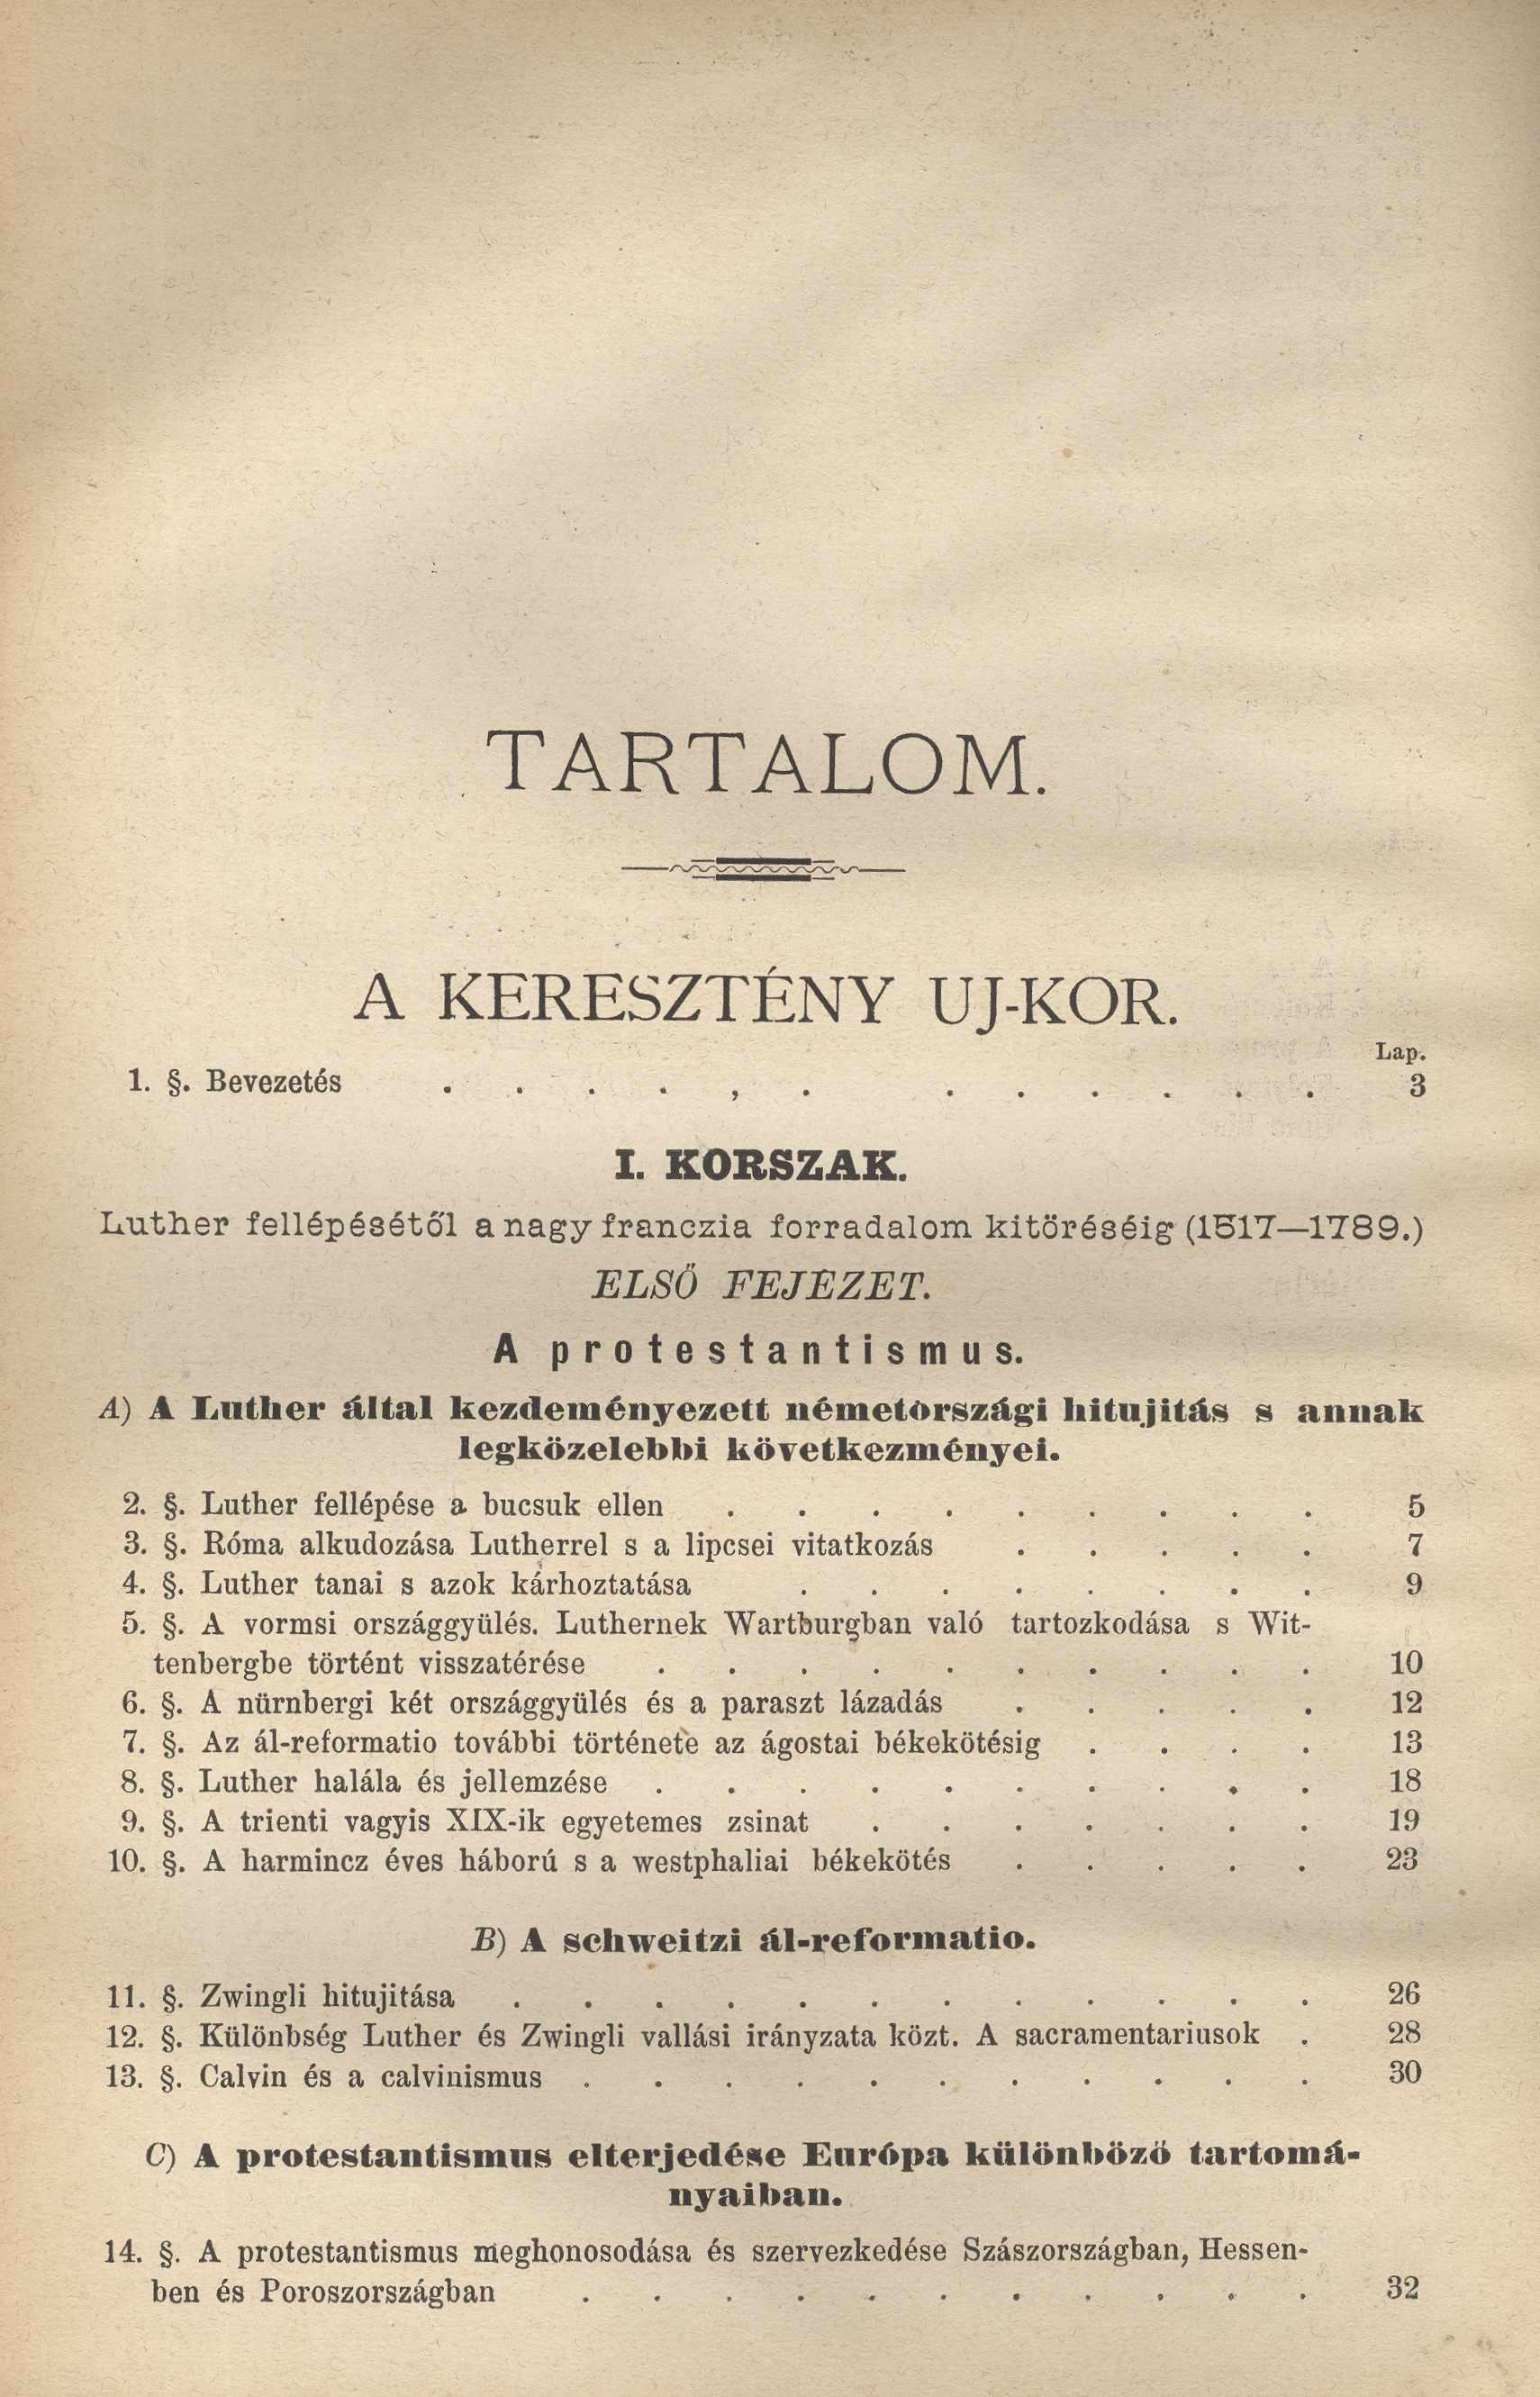 TARTALOM.
A KERESZTÉNY UJ-KOR.
Lap.
1. §. Bevezetés . . . . , . . . . . . . 3
I. KORSZAK.
Luther fellépésétől a nagy franczia forradalom kitöréséig (1517—1789.)
ELSŐ FEJEZET.
A protestantismus.
A) A Luther által kezdeményezett németországi hitujitás s annak
legközelebbi következményei.
2. §. Luther fellépése a bucsuk ellen . . . . . . . . . 5
3. §. Róma alkudozása Lutherrel s a lipcsei vitatkozás . . . . . 7
4. §. Luther tanai s azok kárhoztatása . . . . . . . . 9
5. §. A vormsi országgyülés. Luthernek Wartburgban való tartozkodása s Wit-
tenbergbe történt visszatérése . . . . . . . . . . 10
6. §. A nürnbergi két országgyülés és a paraszt lázadás . . . . . 12
7. §. Az ál-reformatio további története az ágostai békekötésig . . . . 13
8. §. Luther halála és jellemzése . . . . . . . . . . 18
9. §. A trienti vagyis XIX-ik egyetemes zsinat . . . . . . . 19
10. §. A harmincz éves háború s a westphaliai békekötés . . . . . 23
B) A schweitzi ál-reformatio.
11. §. Zwingli hitujitása . . . . . . . . . . . . 26
12. §. Különbség Luther és Zwingli vallási irányzata közt. A sacramentariusok . 28
13. §. Calvin és a calvinismus . . . . . . . . . . . 30
C) A protestantismus elterjedése Európa különböző tartomá-
nyaiban.
14. §. A protestantismus meghonosodása és szervezkedése Szászországban, Hessen-
ben és Poroszországban . . . . . . . . . . . 32